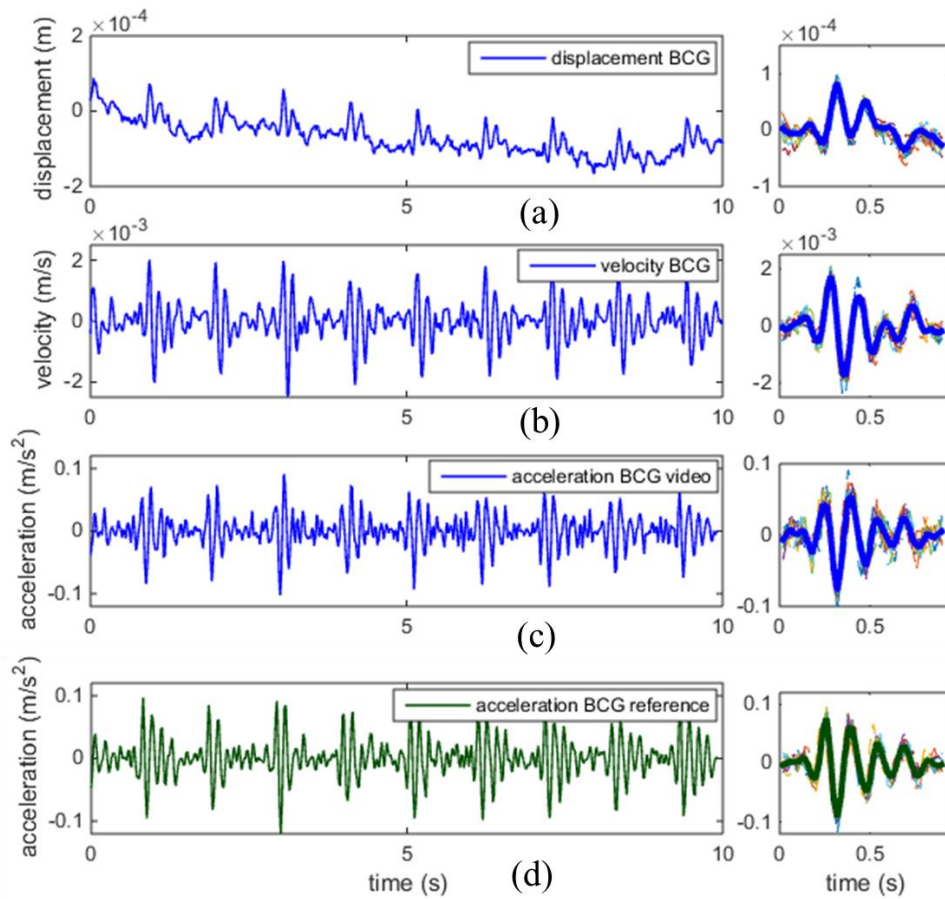 ×10⁻⁴
displacement (m)
2
0
-2
displacement BCG
0 5 10
×10⁻⁴
1
0
-1
0 0.5
(a)
×10⁻³
velocity (m/s)
2
0
-2
velocity BCG
0 5 10
×10⁻³
2
0
-2
0 0.5
(b)
acceleration (m/s²)
0.1
0
-0.1
acceleration BCG video
0 5 10
0.1
0
-0.1
0 0.5
(c)
acceleration (m/s²)
0.1
0
-0.1
acceleration BCG reference
0 5 10
time (s)
0.1
0
-0.1
0 0.5
time (s)
(d)